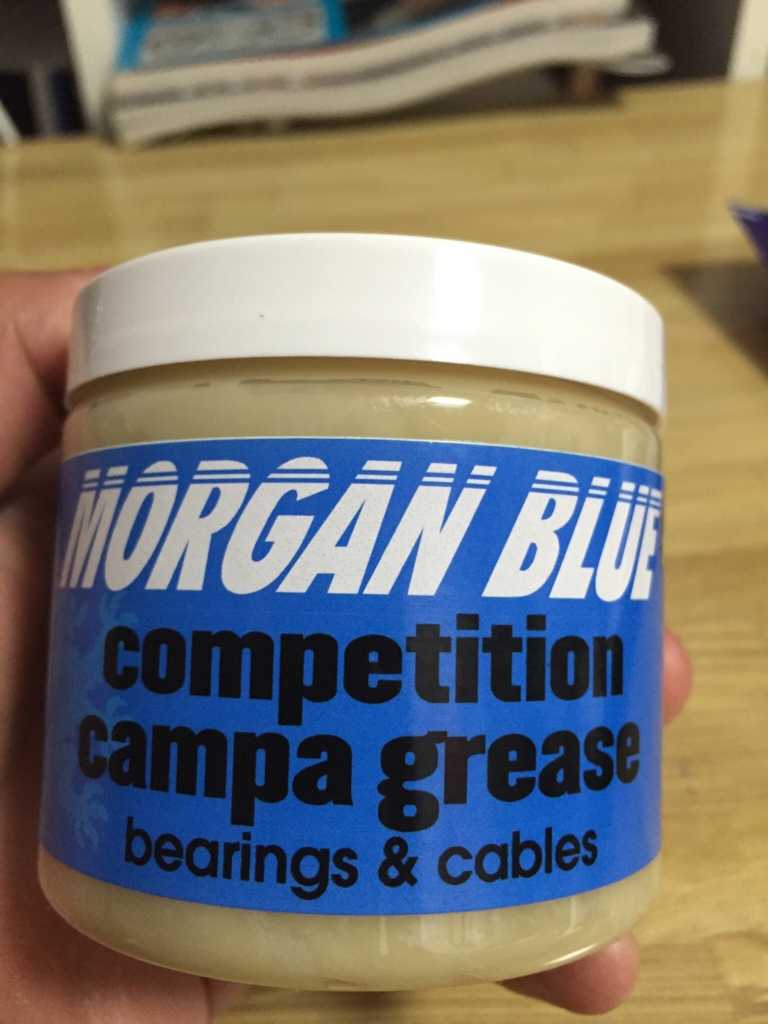 MORGAN BLUE
competition
campa grease
bearings & cables